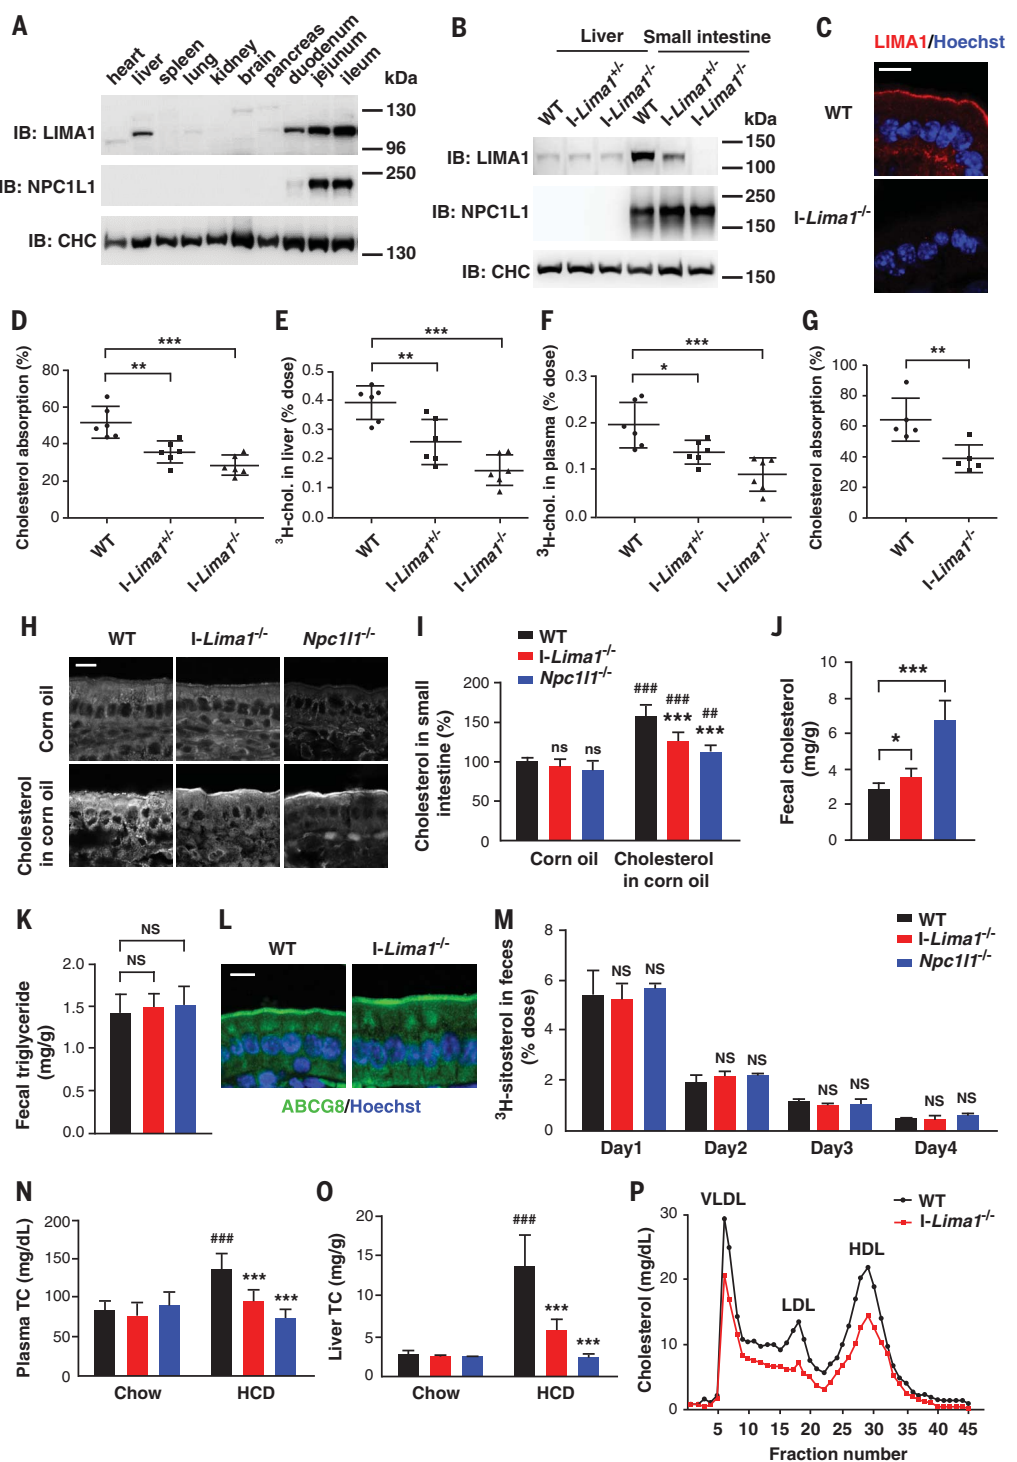 A
heart
liver
spleen
lung
kidney
brain
pancreas
duodenum
jejunum
ileum
kDa
IB: LIMA1
130
96
IB: NPC1L1
250
IB: CHC
130
B
Liver
Small intestine
WT
I-Lima1+/-
I-Lima1-/-
WT
I-Lima1+/-
I-Lima1-/-
kDa
IB: LIMA1
150
100
IB: NPC1L1
250
150
IB: CHC
150
C
LIMA1/Hoechst
WT
I-Lima1-/-
D
Cholesterol absorption (%)
80
60
40
20
0
**
***
WT
I-Lima1+/-
I-Lima1-/-
E
3H-chol. in liver (% dose)
0.5
0.4
0.3
0.2
0.1
0.0
**
***
WT
I-Lima1+/-
I-Lima1-/-
F
3H-chol. in plasma (% dose)
0.3
0.2
0.1
0.0
*
***
WT
I-Lima1+/-
I-Lima1-/-
G
Cholesterol absorption (%)
100
80
60
40
20
0
**
WT
I-Lima1-/-
H
WT
I-Lima1-/-
Npc1l1-/-
Corn oil
Cholesterol
in corn oil
I
WT
I-Lima1-/-
Npc1l1-/-
Cholesterol in small
intestine (%)
200
150
100
50
0
ns
ns
###
###
***
##
***
Corn oil
Cholesterol
in corn oil
J
Fecal cholesterol
(mg/g)
10
8
6
4
2
0
*
***
K
Fecal triglyceride
(mg/g)
2.0
1.5
1.0
0.5
0.0
NS
NS
L
WT
I-Lima1-/-
ABCG8/Hoechst
M
3H-sitosterol in feces
(% dose)
8
6
4
2
0
WT
I-Lima1-/-
Npc1l1-/-
NS
NS
NS
NS
NS
NS
NS
NS
Day1
Day2
Day3
Day4
N
Plasma TC (mg/dL)
200
150
100
50
0
###
***
***
Chow
HCD
O
Liver TC (mg/g)
20
15
10
5
0
###
***
***
Chow
HCD
P
Cholesterol (mg/dL)
30
20
10
0
VLDL
LDL
HDL
WT
I-Lima1-/-
5
10
15
20
25
30
35
40
45
Fraction number